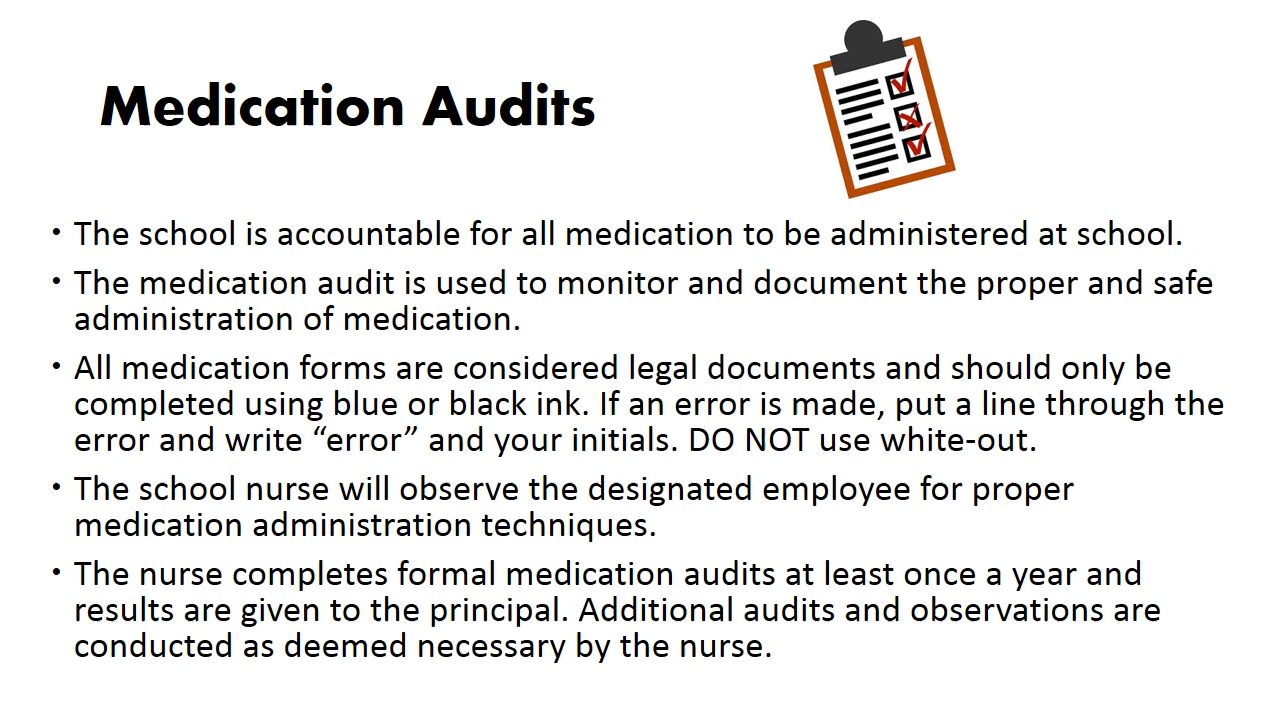 Medication Audits
• The school is accountable for all medication to be administered at school.
• The medication audit is used to monitor and document the proper and safe
administration of medication.
• All medication forms are considered legal documents and should only be
completed using blue or black ink. If an error is made, put a line through the
error and write “error” and your initials. DO NOT use white-out.
• The school nurse will observe the designated employee for proper
medication administration techniques.
• The nurse completes formal medication audits at least once a year and
results are given to the principal. Additional audits and observations are
conducted as deemed necessary by the nurse.